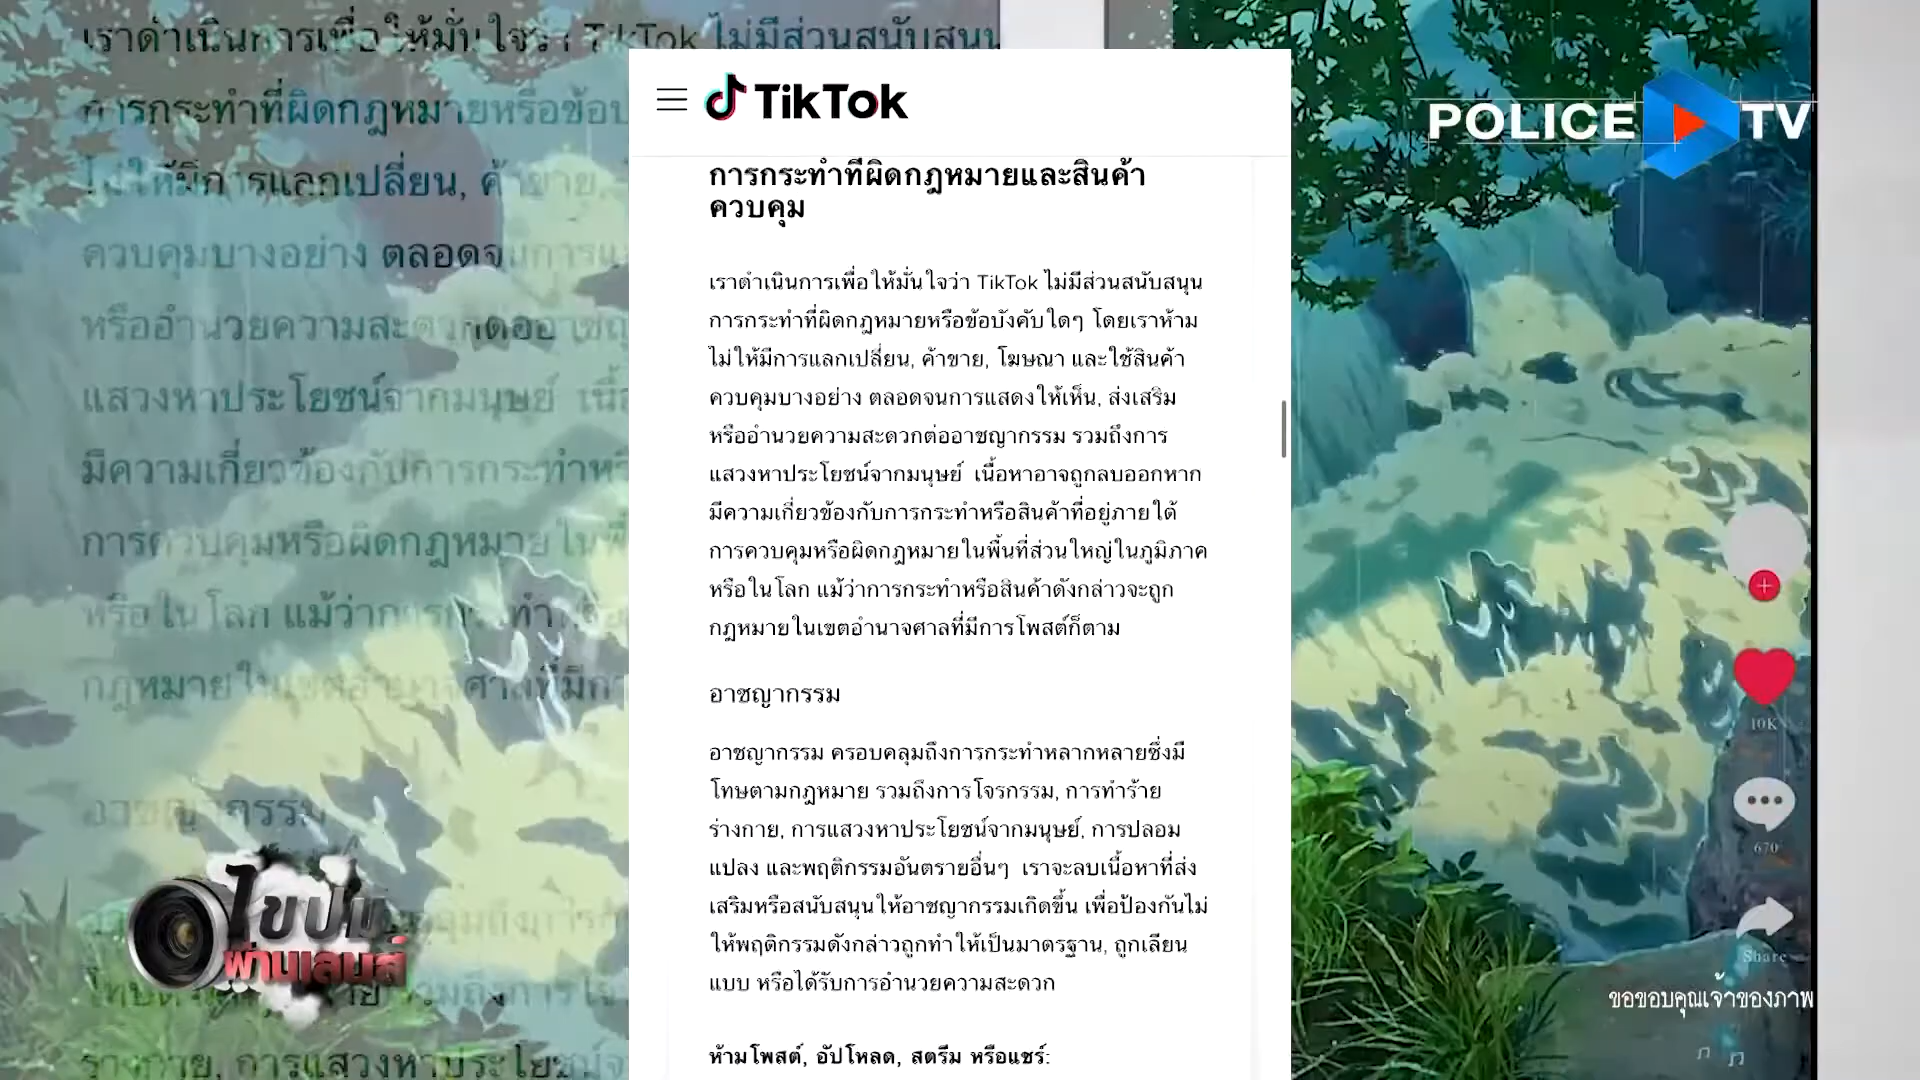 TikTok
POLICE TV
การกระทำที่ผิดกฎหมายและสินค้า
ควบคุม
เราดำเนินการเพื่อให้มั่นใจว่า TikTok ไม่มีส่วนสนับสนุน
การกระทำที่ผิดกฎหมายหรือข้อบังคับใดๆ โดยเราห้าม
ไม่ให้มีการแลกเปลี่ยน, ค้าขาย, โฆษณา และใช้สินค้า
ควบคุมบางอย่าง ตลอดจนการแสดงให้เห็น, ส่งเสริม
หรืออำนวยความสะดวกต่ออาชญากรรม รวมถึงการ
แสวงหาประโยชน์จากมนุษย์ เนื้อหาอาจถูกลบออกหาก
มีความเกี่ยวข้องกับการกระทำหรือสินค้าที่อยู่ภายใต้
การควบคุมหรือผิดกฎหมายในพื้นที่ส่วนใหญ่ในภูมิภาค
หรือในโลก แม้ว่าการกระทำหรือสินค้าดังกล่าวจะถูก
กฎหมายในเขตอำนาจศาลที่มีการโพสต์ก็ตาม
อาชญากรรม
อาชญากรรม ครอบคลุมถึงการกระทำหลากหลายซึ่งมี
โทษตามกฎหมาย รวมถึงการโจรกรรม, การทำร้าย
ร่างกาย, การแสวงหาประโยชน์จากมนุษย์, การปลอม
แปลง และพฤติกรรมอันตรายอื่นๆ เราจะลบเนื้อหาที่ส่ง
เสริมหรือสนับสนุนให้อาชญากรรมเกิดขึ้น เพื่อป้องกันไม่
ให้พฤติกรรมดังกล่าวถูกทำให้เป็นมาตรฐาน, ถูกเลียน
แบบ หรือได้รับการอำนวยความสะดวก
ห้ามโพสต์, อัปโหลด, สตรีม หรือแชร์:
10K
670
Share
ขอขอบคุณเจ้าของภาพ
ไขปม
ผ่านเลนส์